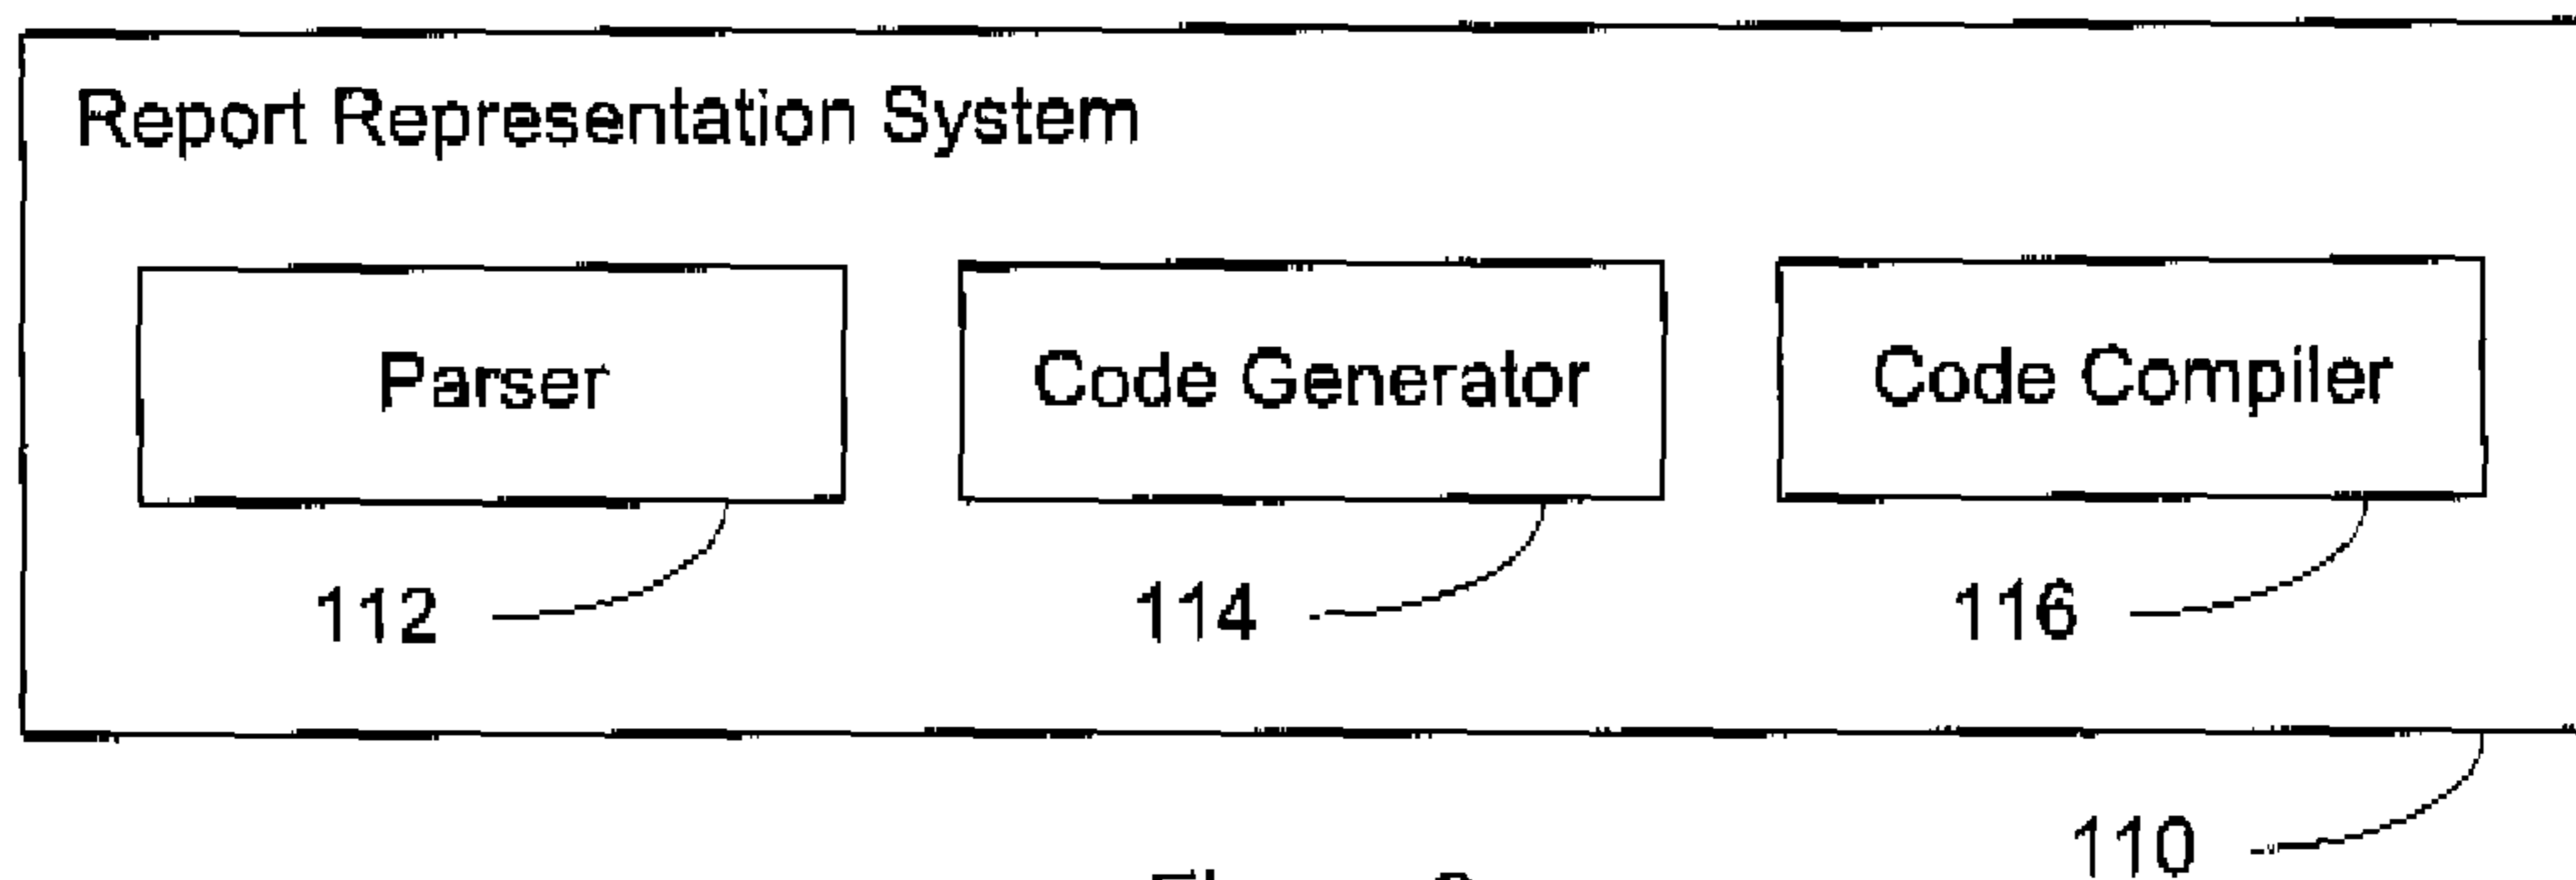 Report Representation System
Parser
Code Generator
Code Compiler
112
114
116
110